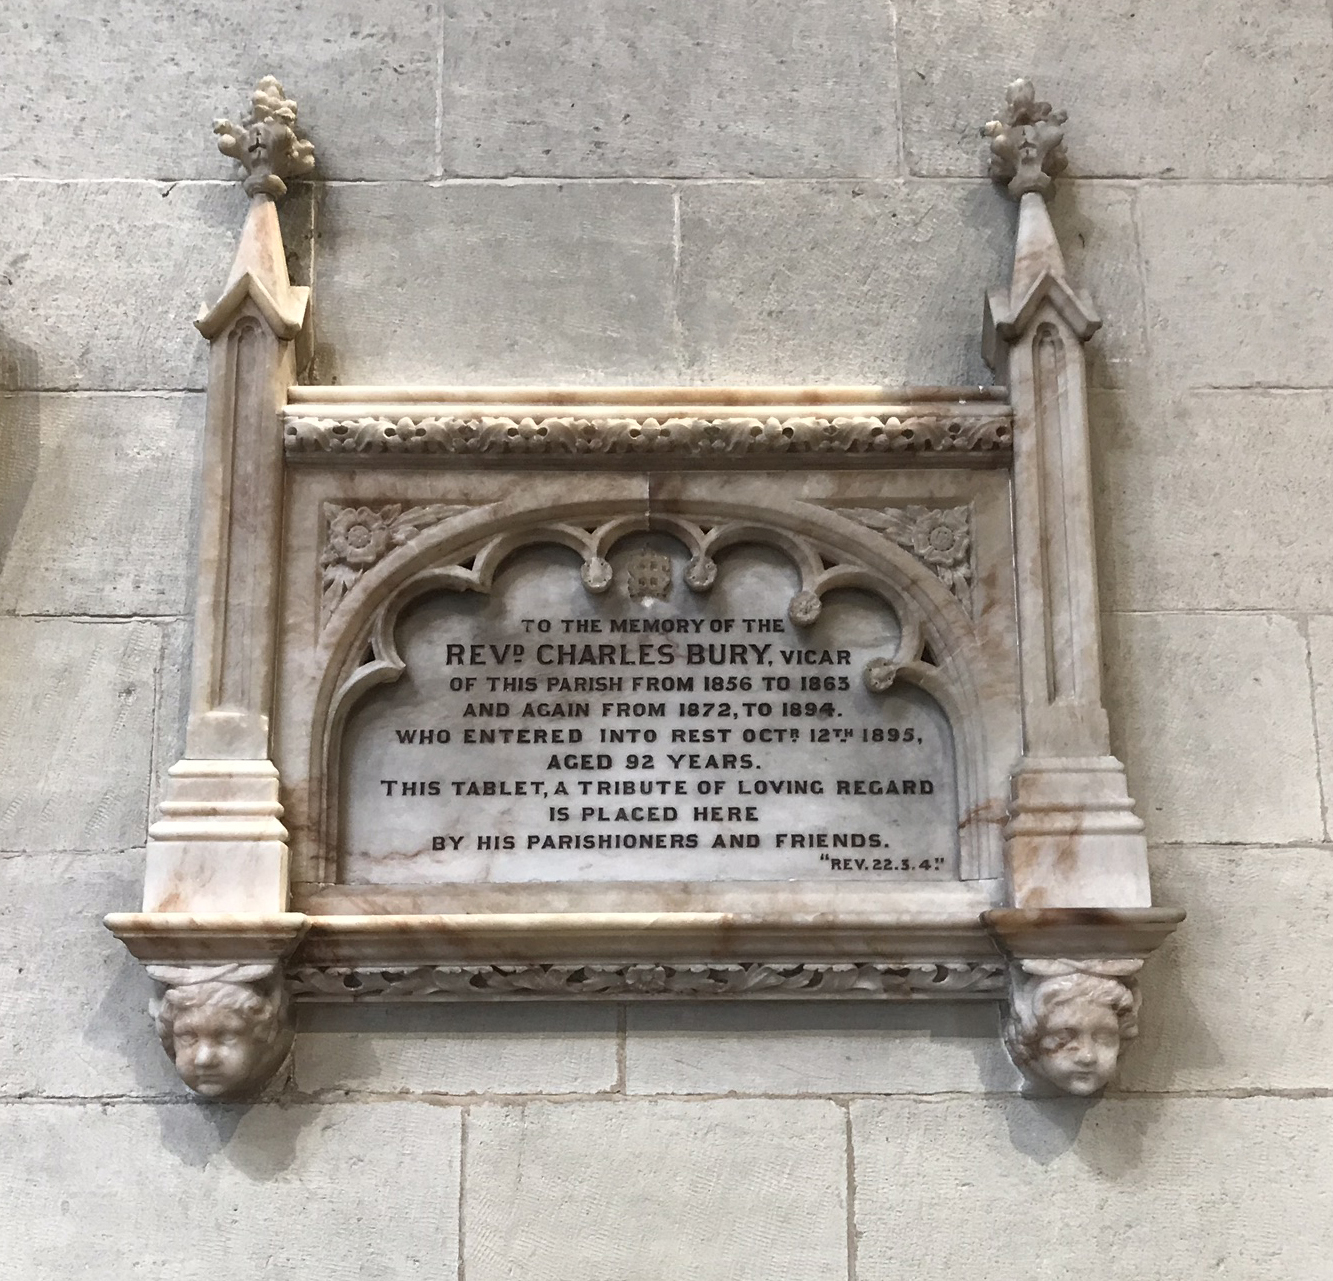 TO THE MEMORY OF THE
REVD CHARLES BURY, VICAR
OF THIS PARISH FROM 1856 TO 1863
AND AGAIN FROM 1872, TO 1894.
WHO ENTERED INTO REST OCTR 12TH 1895,
AGED 92 YEARS.
THIS TABLET, A TRIBUTE OF LOVING REGARD
IS PLACED HERE
BY HIS PARISHIONERS AND FRIENDS.
"REV. 22.3.4."